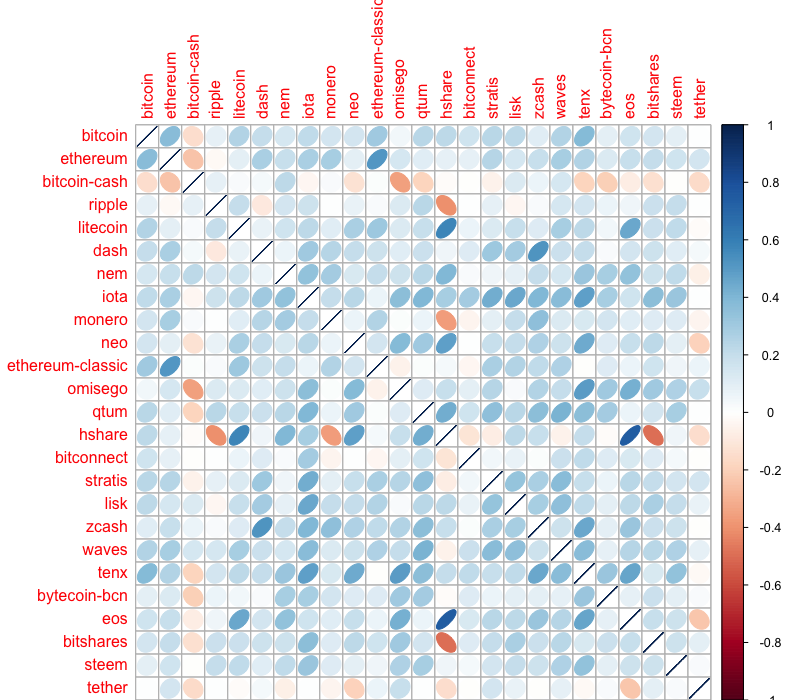 bitcoin
ethereum
bitcoin-cash
ripple
litecoin
dash
nem
iota
monero
neo
ethereum-classic
omisego
qtum
hshare
bitconnect
stratis
lisk
zcash
waves
tenx
bytecoin-bcn
eos
bitshares
steem
tether
bitcoin
ethereum
bitcoin-cash
ripple
litecoin
dash
nem
iota
monero
neo
ethereum-classic
omisego
qtum
hshare
bitconnect
stratis
lisk
zcash
waves
tenx
bytecoin-bcn
eos
bitshares
steem
tether
1
0.8
0.6
0.4
0.2
0
-0.2
-0.4
-0.6
-0.8
-1